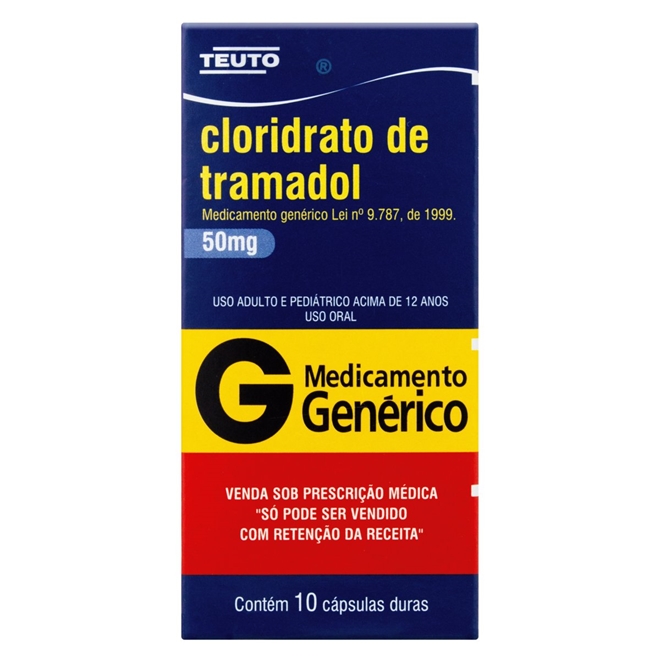 TEUTO
®
cloridrato de
tramadol
Medicamento genérico Lei nº 9.787, de 1999.
50mg
USO ADULTO E PEDIÁTRICO ACIMA DE 12 ANOS
USO ORAL
G Medicamento
Genérico
VENDA SOB PRESCRIÇÃO MÉDICA
"SÓ PODE SER VENDIDO
COM RETENÇÃO DA RECEITA"
Contém 10 cápsulas duras